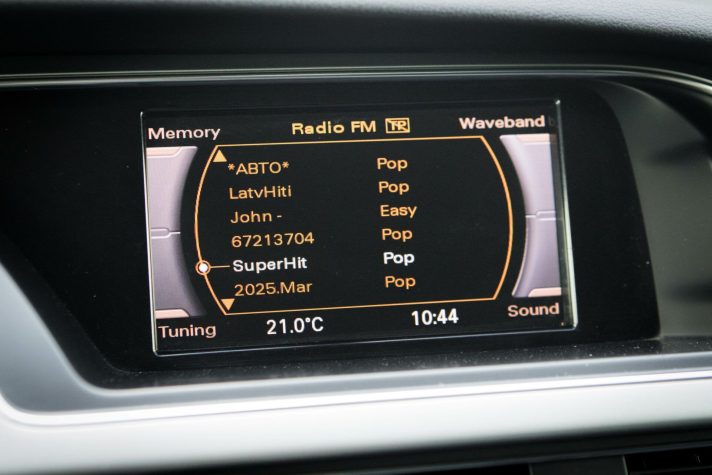 Memory Radio FM TP Waveband
*АВТО* Pop
LatvHiti Pop
John - Easy
67213704 Pop
SuperHit Pop
2025.Mar Pop
Tuning 21.0°C 10:44 Sound